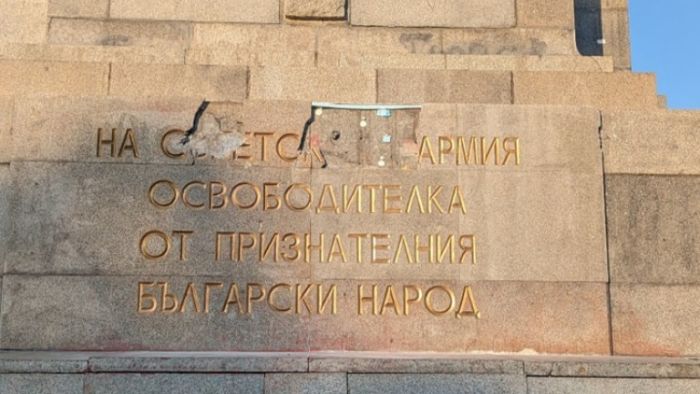 НА АРМИЯ
ОСВОБОДИТЕЛКА
ОТ ПРИЗНАТЕЛНИЯ
БЪЛГАРСКИ НАРОД